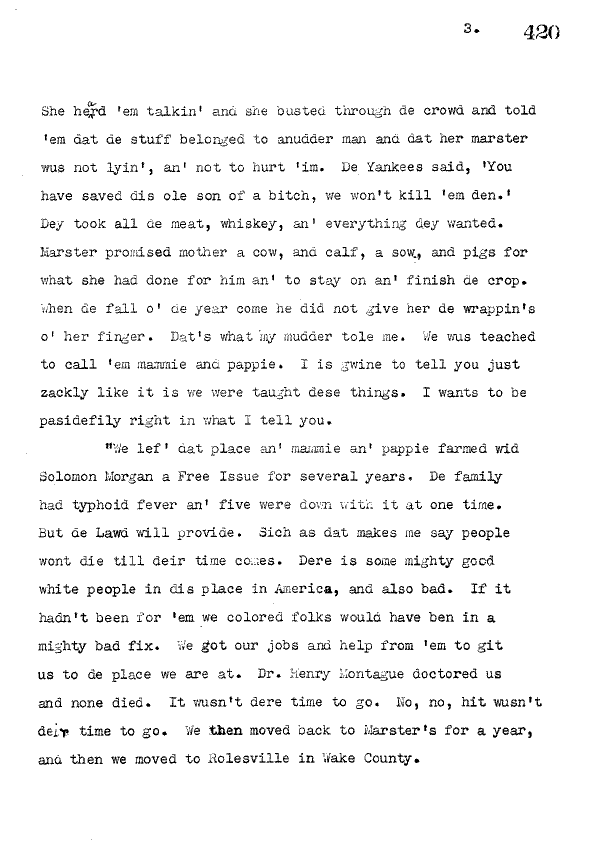 3. 420
She heard 'em talkin' and she busted through de crowd and told
'em dat de stuff belonged to anudder man and dat her marster
wus not lyin', an' not to hurt 'im. De Yankees said, 'You
have saved dis ole son of a bitch, we won't kill 'em den.'
Dey took all de meat, whiskey, an' everything dey wanted.
Marster promised mother a cow, and calf, a sow, and pigs for
what she had done for him an' to stay on an' finish de crop.
When de fall o' de year come he did not give her de wrappin's
o' her finger. Dat's what my mudder tole me. We wus teached
to call 'em mammie and pappie. I is gwine to tell you just
zackly like it is we were taught dese things. I wants to be
pasidefily right in what I tell you.
"We lef' dat place an' mammie an' pappie farmed wid
Solomon Morgan a Free Issue for several years. De family
had typhoid fever an' five were down with it at one time.
But de Lawd will provide. Sich as dat makes me say people
wont die till deir time comes. Dere is some mighty good
white people in dis place in America, and also bad. If it
hadn't been for 'em we colored folks would have ben in a
mighty bad fix. We got our jobs and help from 'em to git
us to de place we are at. Dr. Henry Montague doctored us
and none died. It wusn't dere time to go. No, no, hit wusn't
deir time to go. We then moved back to Marster's for a year,
and then we moved to Rolesville in Wake County.